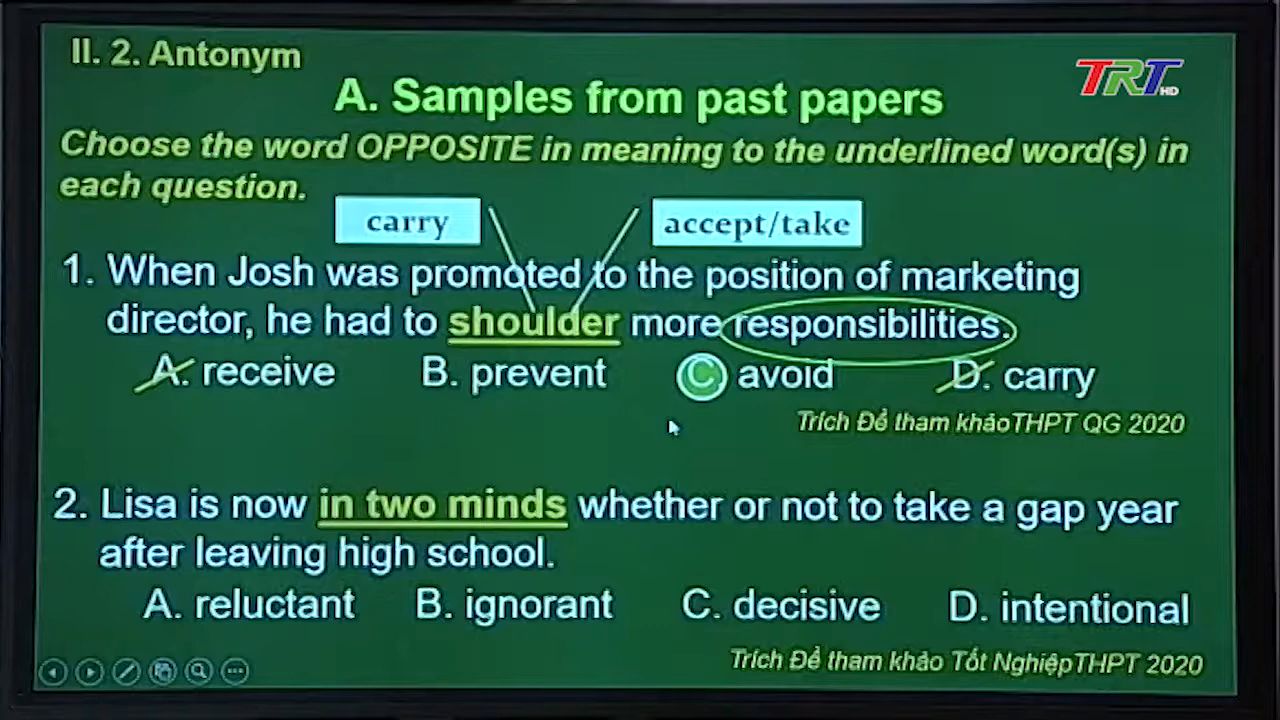 II. 2. Antonym
TRT HD
A. Samples from past papers
Choose the word OPPOSITE in meaning to the underlined word(s) in
each question.
carry
accept/take
1. When Josh was promoted to the position of marketing
director, he had to shoulder more responsibilities.
A. receive B. prevent C. avoid D. carry
Trích Đề tham khảoTHPT QG 2020
2. Lisa is now in two minds whether or not to take a gap year
after leaving high school.
A. reluctant B. ignorant C. decisive D. intentional
Trích Đề tham khảo Tốt NghiệpTHPT 2020